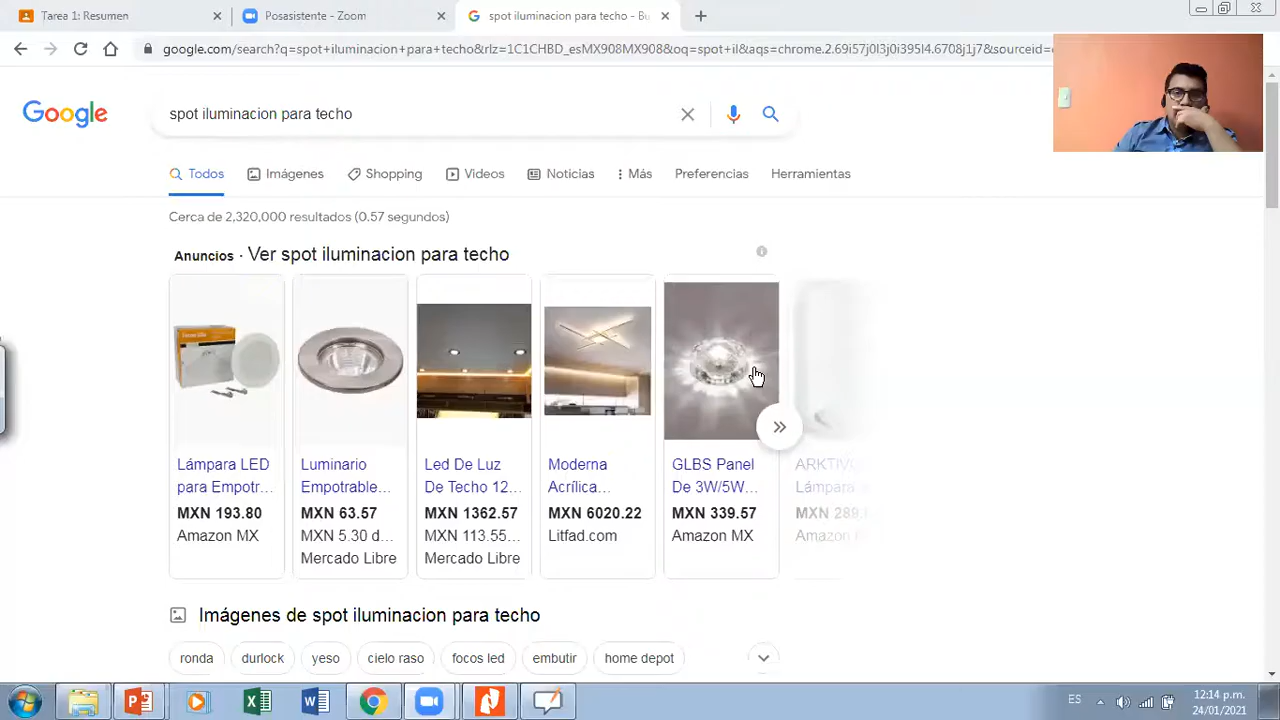 Tarea 1: Resumen
Posasistente - Zoom
spot iluminacion para techo - Bu
google.com/search?q=spot+iluminacion+para+techo&rlz=1C1CHBD_esMX908MX908&oq=spot+il&aqs=chrome.2.69i57j0l3j0i395l4.6708j1j7&sourceid=
Google
spot iluminacion para techo
Todos
Imágenes
Shopping
Videos
Noticias
Más
Preferencias
Herramientas
Cerca de 2,320,000 resultados (0.57 segundos)
Anuncios · Ver spot iluminacion para techo
Lámpara LED
para Empotr...
MXN 193.80
Amazon MX
Luminario
Empotrable...
MXN 63.57
MXN 5.30 d...
Mercado Libre
Led De Luz
De Techo 12...
MXN 1362.57
MXN 113.55...
Mercado Libre
Moderna
Acrílica...
MXN 6020.22
Litfad.com
GLBS Panel
De 3W/5W...
MXN 339.57
Amazon MX
Lámpara
MXN 289.
Amazon
Imágenes de spot iluminacion para techo
ronda
durlock
yeso
cielo raso
focos led
embutir
home depot
ES
12:14 p.m.
24/01/2021